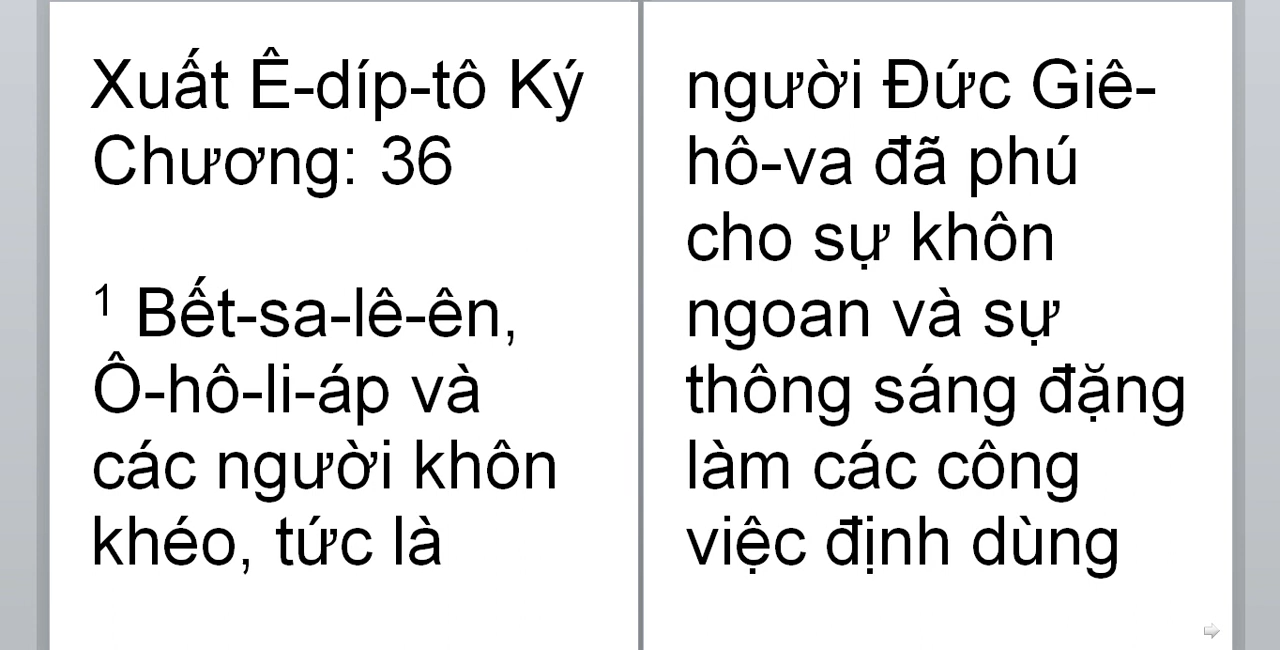 Xuất Ê-díp-tô Ký
Chương: 36
1 Bết-sa-lê-ên,
Ô-hô-li-áp và
các người khôn
khéo, tức là
người Đức Giê-
hô-va đã phú
cho sự khôn
ngoan và sự
thông sáng đặng
làm các công
việc định dùng